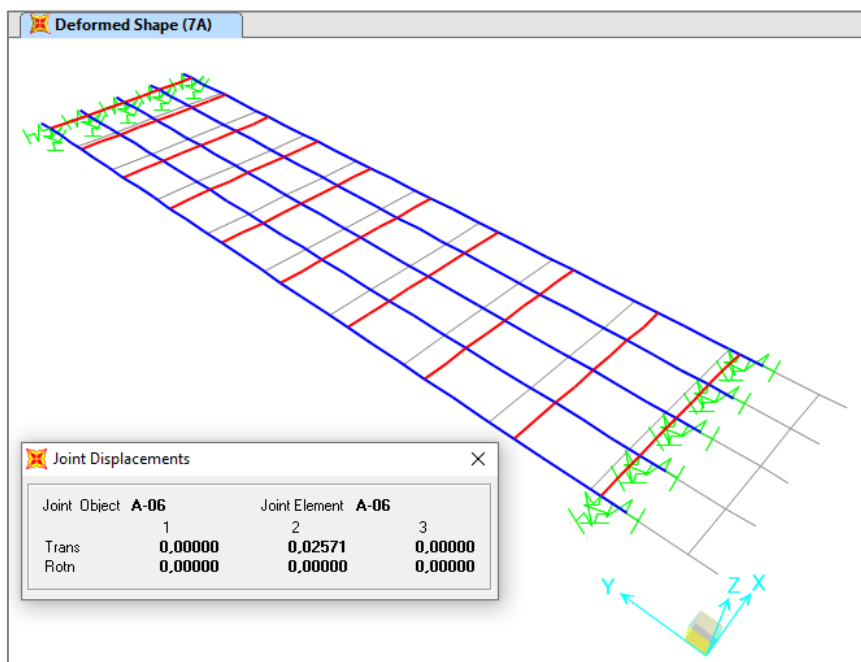 Deformed Shape (7A)
Joint Displacements
Joint Object A-06 Joint Element A-06
1 2 3
Trans 0,00000 0,02571 0,00000
Rotn 0,00000 0,00000 0,00000
Y Z X